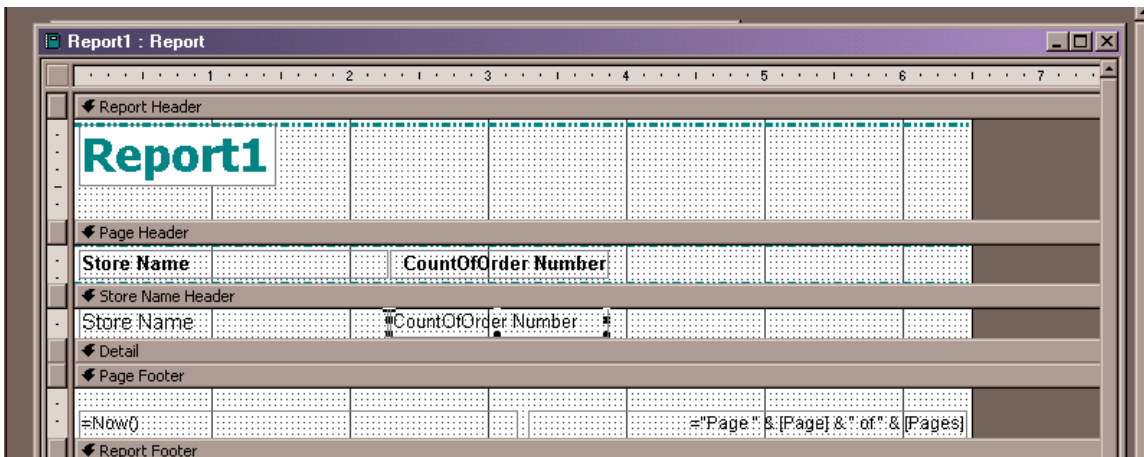 Report1 : Report
1 2 3 4 5 6 7
Report Header
Report1
Page Header
Store Name CountOfOrder Number
Store Name Header
Store Name CountOfOrder Number
Detail
Page Footer
=Now() ="Page " & [Page] & " of " & [Pages]
Report Footer